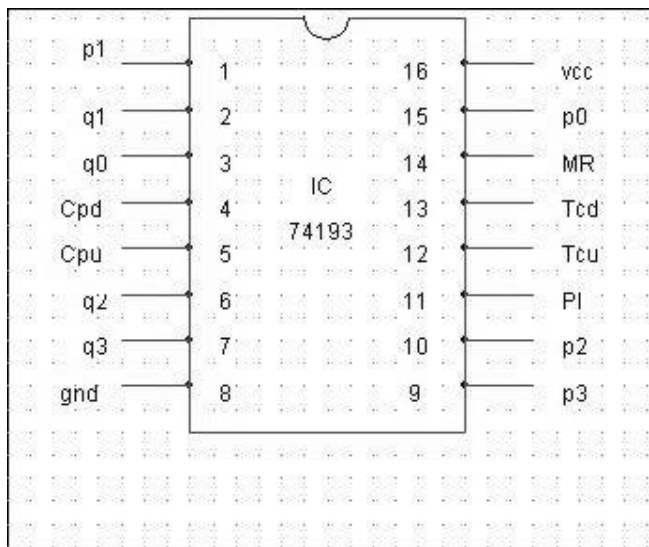 p1 1 16 vcc
q1 2 15 p0
q0 3 14 MR
IC
Cpd 4 13 Tcd
74193
Cpu 5 12 Tcu
q2 6 11 Pl
q3 7 10 p2
gnd 8 9 p3